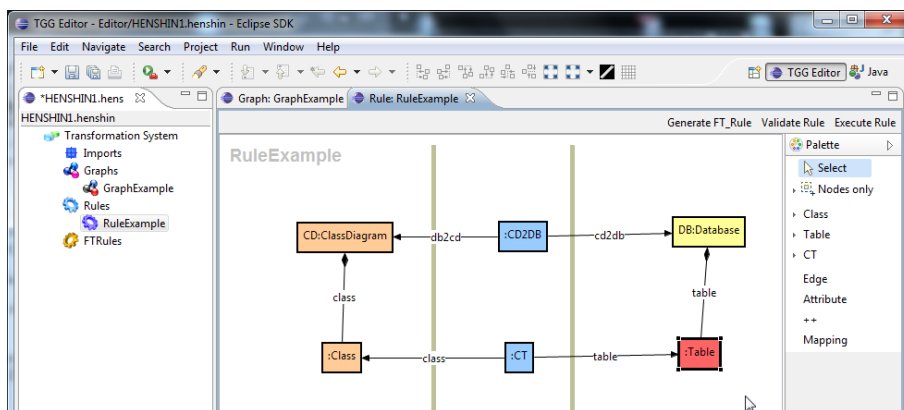 TGG Editor - Editor/HENSHIN1.henshin - Eclipse SDK
File Edit Navigate Search Project Run Window Help
TGG Editor Java
*HENSHIN1.hens
Graph: GraphExample Rule: RuleExample
HENSHIN1.henshin
Generate FT_Rule Validate Rule Execute Rule
Transformation System
Imports
Graphs
GraphExample
Rules
RuleExample
FTRules
RuleExample
CD:ClassDiagram
db2cd
:CD2DB
cd2db
DB:Database
class
table
:Class
class
:CT
table
:Table
Palette
Select
Nodes only
Class
Table
CT
Edge
Attribute
++
Mapping